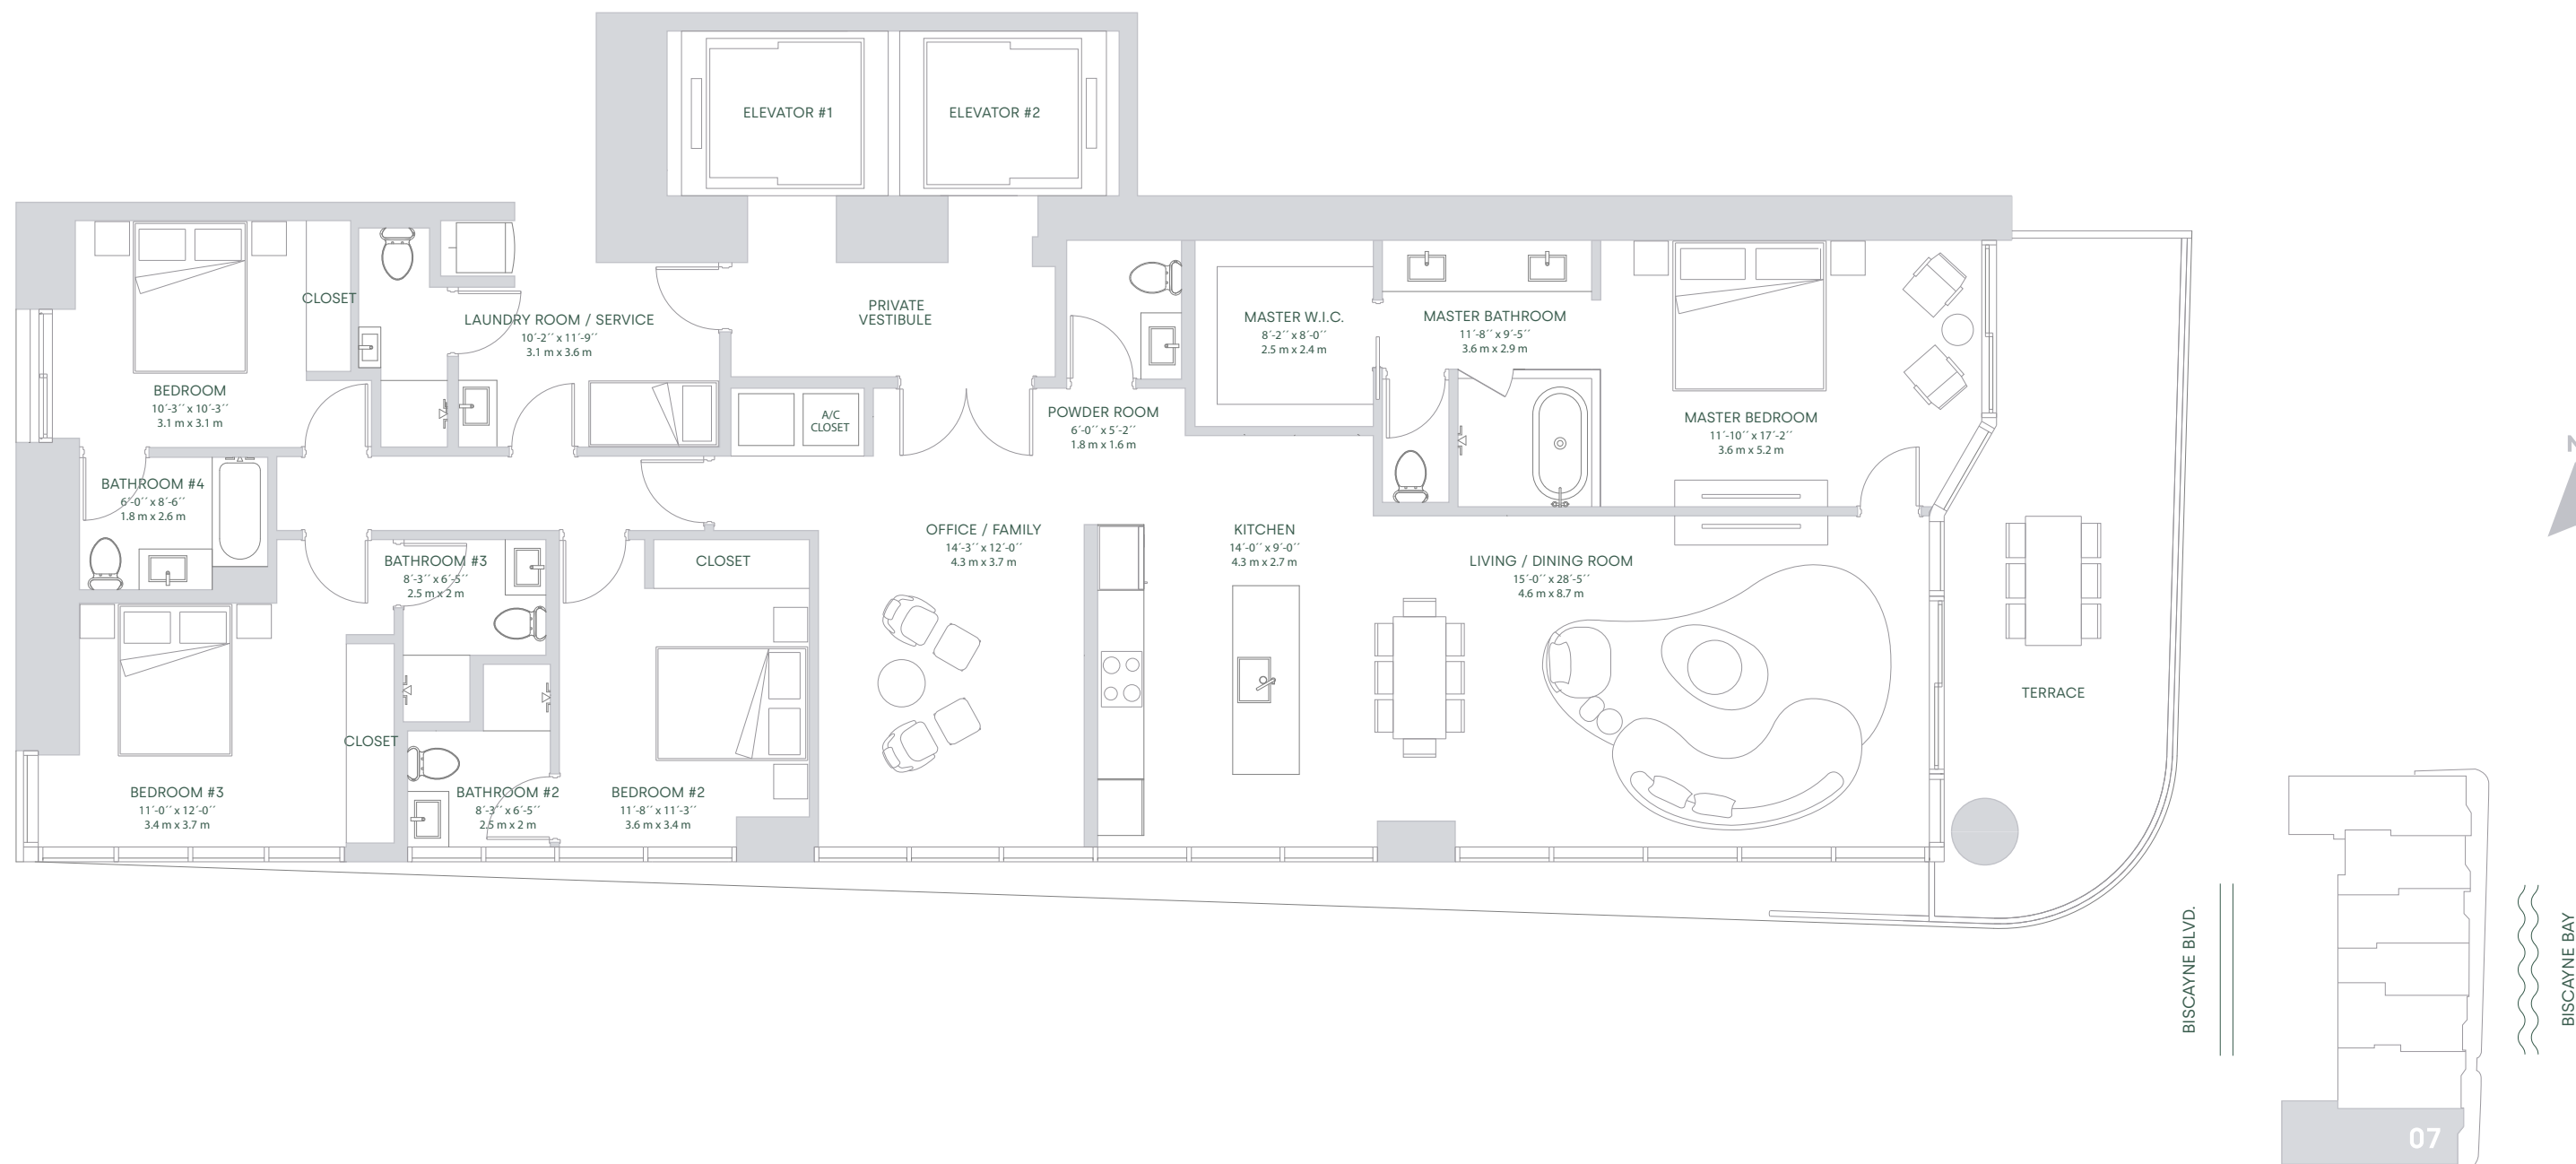 ELEVATOR #1
ELEVATOR #2
CLOSET
LAUNDRY ROOM / SERVICE
10´-2´´ x 11´-9´´
3.1 m x 3.6 m
PRIVATE
VESTIBULE
MASTER W.I.C.
8´-2´´ x 8´-0´´
2.5 m x 2.4 m
MASTER BATHROOM
11´-8´´ x 9´-5´´
3.6 m x 2.9 m
BEDROOM
10´-3´´ x 10´-3´´
3.1 m x 3.1 m
A/C
CLOSET
POWDER ROOM
6´-0´´ x 5´-2´´
1.8 m x 1.6 m
MASTER BEDROOM
11´-10´´ x 17´-2´´
3.6 m x 5.2 m
BATHROOM #4
6´-0´´ x 8´-6´´
1.8 m x 2.6 m
BATHROOM #3
8´-3´´ x 6´-5´´
2.5 m x 2 m
CLOSET
OFFICE / FAMILY
14´-3´´ x 12´-0´´
4.3 m x 3.7 m
KITCHEN
14´-0´´ x 9´-0´´
4.3 m x 2.7 m
LIVING / DINING ROOM
15´-0´´ x 28´-5´´
4.6 m x 8.7 m
TERRACE
CLOSET
BEDROOM #3
11´-0´´ x 12´-0´´
3.4 m x 3.7 m
BATHROOM #2
8´-3´´ x 6´-5´´
2.5 m x 2 m
BEDROOM #2
11´-8´´ x 11´-3´´
3.6 m x 3.4 m
BISCAYNE BLVD.
BISCAYNE BAY
07